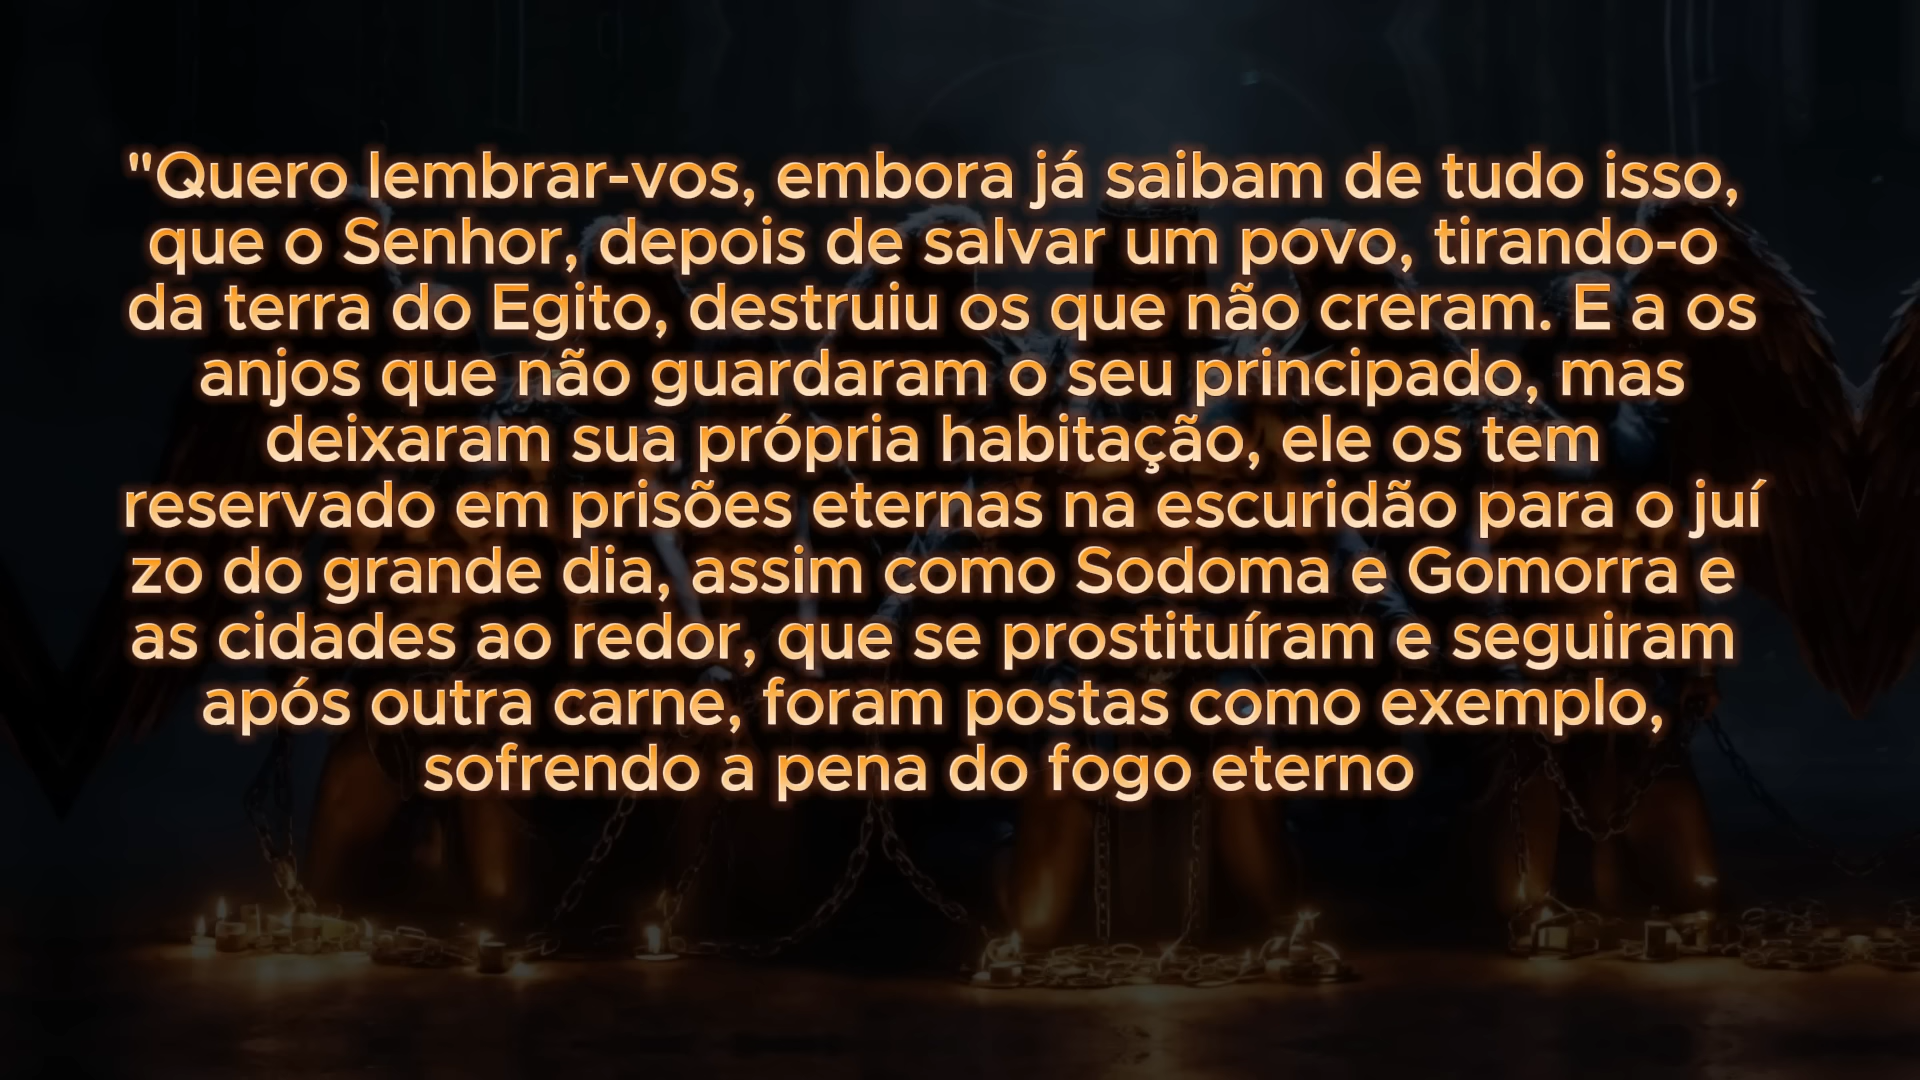 "Quero lembrar-vos, embora já saibam de tudo isso,
que o Senhor, depois de salvar um povo, tirando-o
da terra do Egito, destruiu os que não creram. E a os
anjos que não guardaram o seu principado, mas
deixaram sua própria habitação, ele os tem
reservado em prisões eternas na escuridão para o juí
zo do grande dia, assim como Sodoma e Gomorra e
as cidades ao redor, que se prostituíram e seguiram
após outra carne, foram postas como exemplo,
sofrendo a pena do fogo eterno